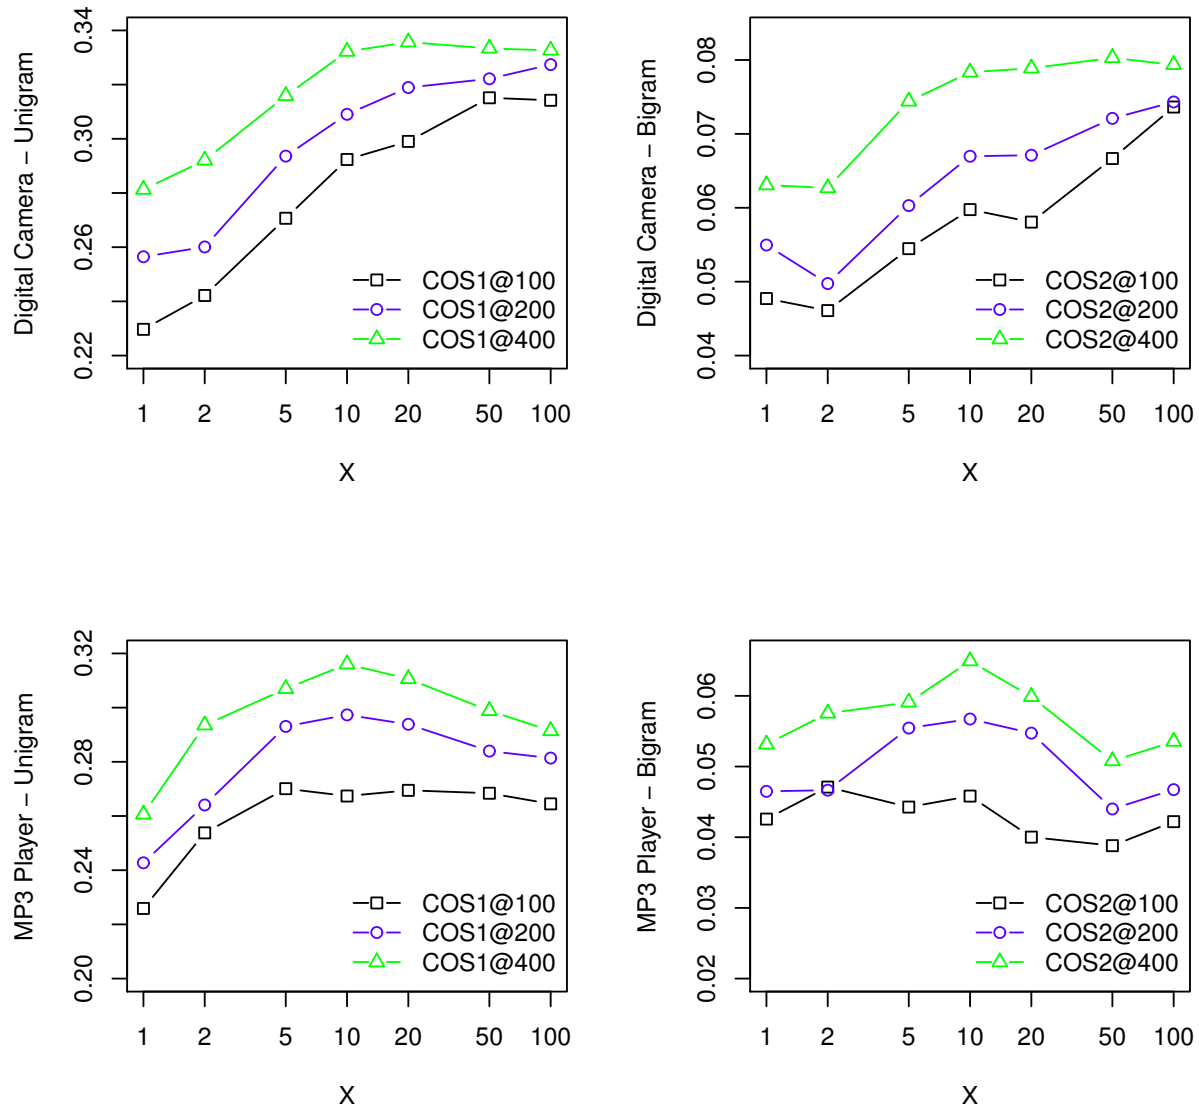 Digital Camera – Unigram
0.34
0.30
0.26
0.22
COS1@100
COS1@200
COS1@400
1 2 5 10 20 50 100
X
Digital Camera – Bigram
0.08
0.07
0.06
0.05
0.04
COS2@100
COS2@200
COS2@400
1 2 5 10 20 50 100
X
MP3 Player – Unigram
0.32
0.28
0.24
0.20
COS1@100
COS1@200
COS1@400
1 2 5 10 20 50 100
X
MP3 Player – Bigram
0.06
0.05
0.04
0.03
0.02
COS2@100
COS2@200
COS2@400
1 2 5 10 20 50 100
X